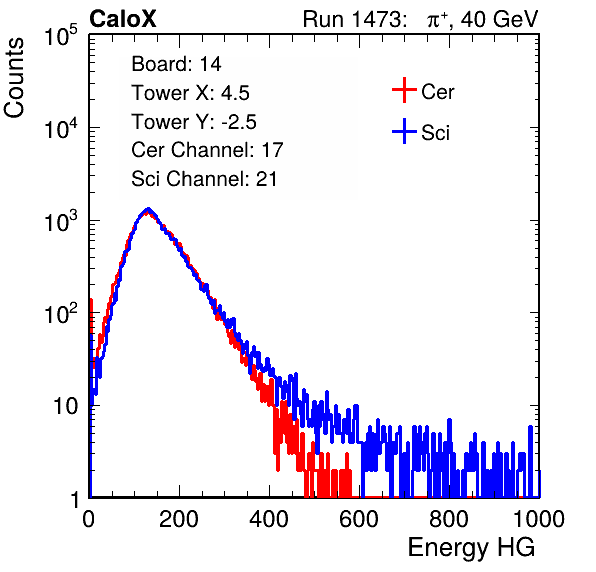 CaloX Run 1473: π⁺, 40 GeV
Counts
10⁵
10⁴
10³
10²
10
1
Board: 14
Tower X: 4.5
Tower Y: -2.5
Cer Channel: 17
Sci Channel: 21
Cer
Sci
0 200 400 600 800 1000
Energy HG